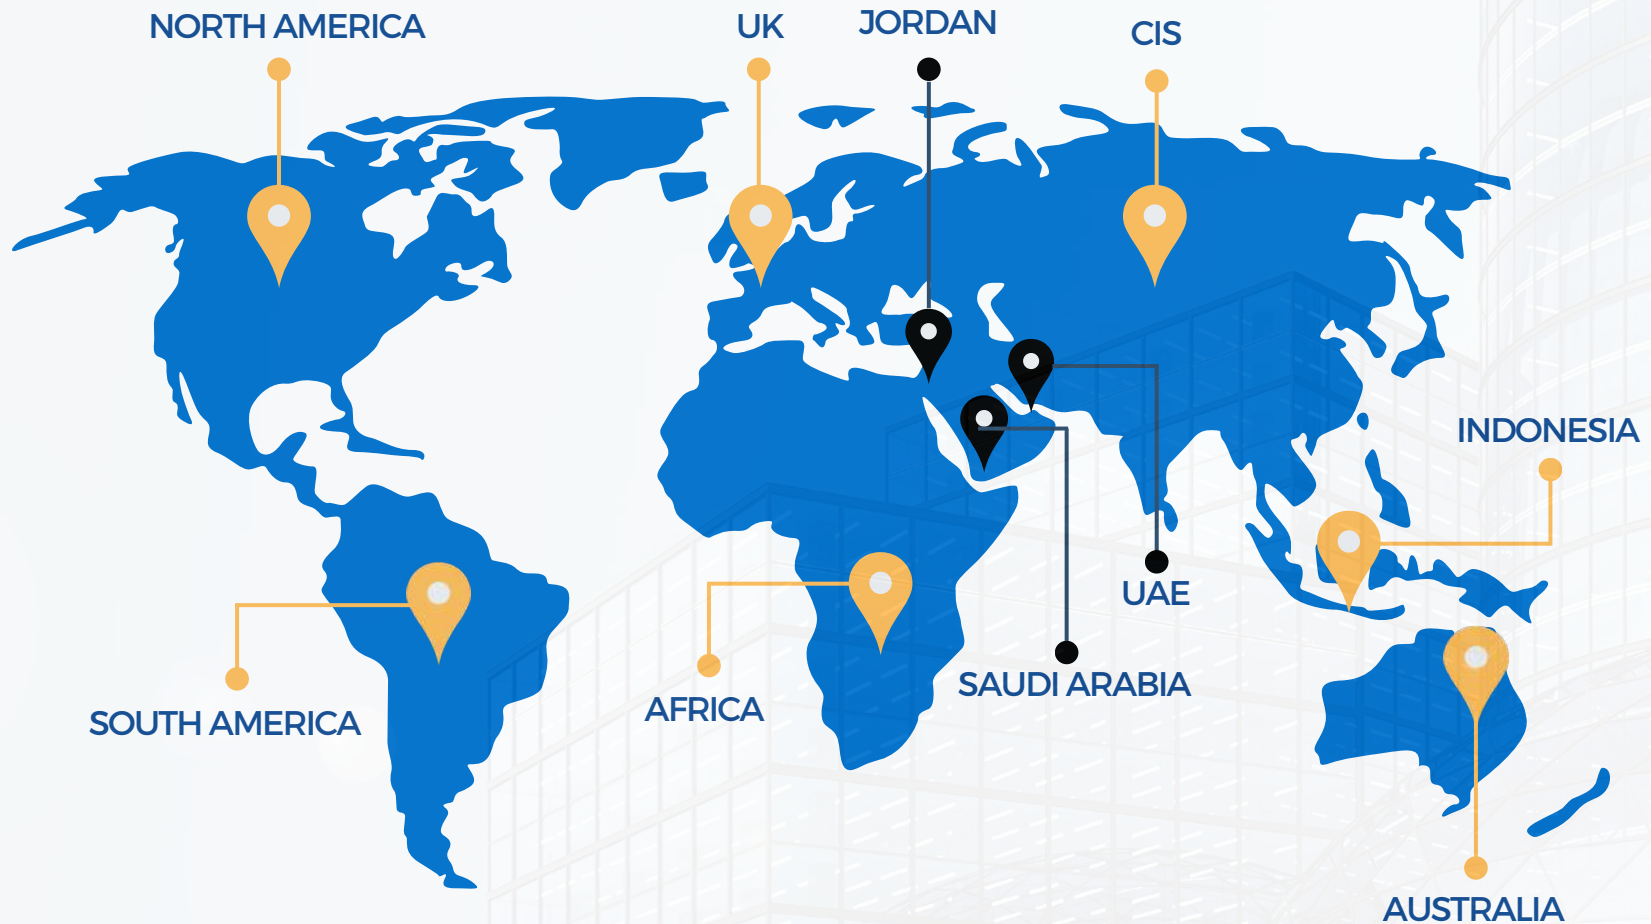 NORTH AMERICA
UK
JORDAN
CIS
INDONESIA
UAE
SAUDI ARABIA
AFRICA
SOUTH AMERICA
AUSTRALIA